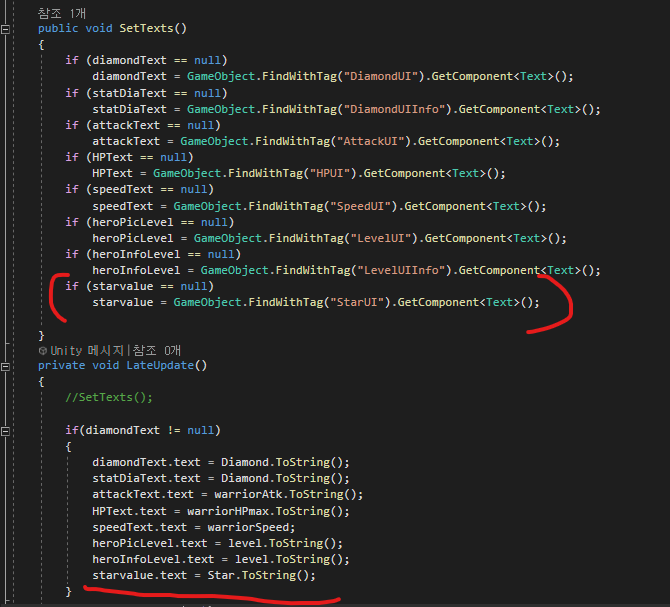 참조 1개
public void SetTexts()
{
if (diamondText == null)
diamondText = GameObject.FindWithTag("DiamondUI").GetComponent<Text>();
if (statDiaText == null)
statDiaText = GameObject.FindWithTag("DiamondUIInfo").GetComponent<Text>();
if (attackText == null)
attackText = GameObject.FindWithTag("AttackUI").GetComponent<Text>();
if (HPText == null)
HPText = GameObject.FindWithTag("HPUI").GetComponent<Text>();
if (speedText == null)
speedText = GameObject.FindWithTag("SpeedUI").GetComponent<Text>();
if (heroPicLevel == null)
heroPicLevel = GameObject.FindWithTag("LevelUI").GetComponent<Text>();
if (heroInfoLevel == null)
heroInfoLevel = GameObject.FindWithTag("LevelUIInfo").GetComponent<Text>();
if (starvalue == null)
starvalue = GameObject.FindWithTag("StarUI").GetComponent<Text>();
}
Unity 메시지|참조 0개
private void LateUpdate()
{
//SetTexts();
if(diamondText != null)
{
diamondText.text = Diamond.ToString();
statDiaText.text = Diamond.ToString();
attackText.text = warriorAtk.ToString();
HPText.text = warriorHPmax.ToString();
speedText.text = warriorSpeed;
heroPicLevel.text = level.ToString();
heroInfoLevel.text = level.ToString();
starvalue.text = Star.ToString();
}